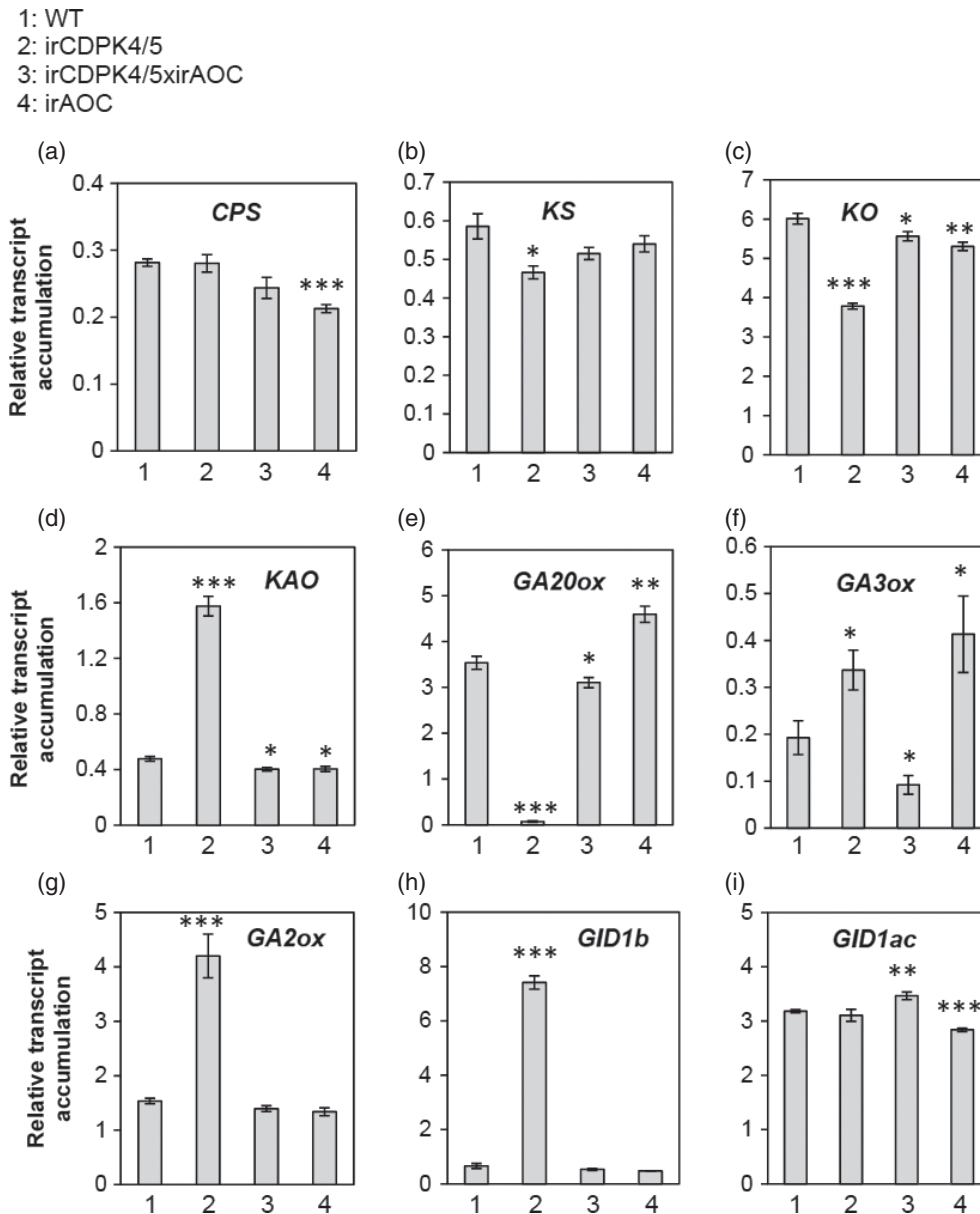 1: WT
2: irCDPK4/5
3: irCDPK4/5xirAOC
4: irAOC
(a)
(b)
(c)
Relative transcript
accumulation
0.4
0.3
0.2
0.1
0
CPS
***
1 2 3 4
0.7
0.6
0.5
0.4
0.3
0.2
0.1
0
KS
*
1 2 3 4
7
6
5
4
3
2
1
0
KO
***
*
**
1 2 3 4
(d)
(e)
(f)
Relative transcript
accumulation
2
1.6
1.2
0.8
0.4
0
KAO
***
*
*
1 2 3 4
6
5
4
3
2
1
0
GA20ox
***
*
**
1 2 3 4
0.6
0.5
0.4
0.3
0.2
0.1
0
GA3ox
*
*
*
1 2 3 4
(g)
(h)
(i)
Relative transcript
accumulation
5
4
3
2
1
0
GA2ox
***
1 2 3 4
10
8
6
4
2
0
GID1b
***
1 2 3 4
5
4
3
2
1
0
GID1ac
**
***
1 2 3 4